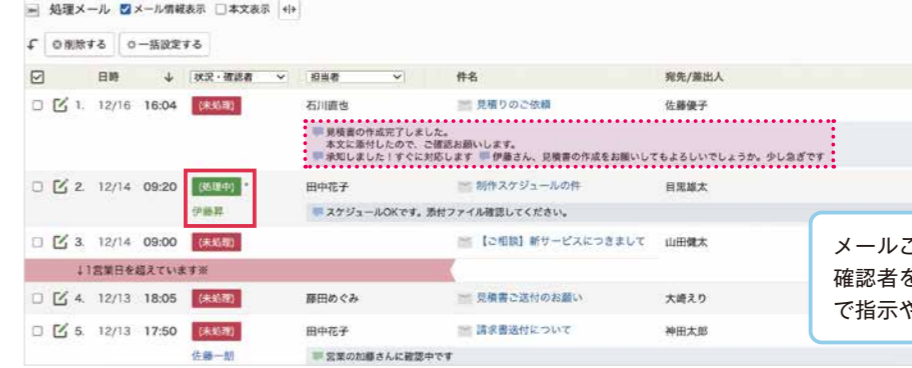 処理メール メール情報表示 本文表示
削除する 一括設定する
日時 ↓ 状況・確認者 担当者 件名 宛先/差出人
1. 12/16 16:04 (未処理) 石川直也 見積りのご依頼 佐藤優子
見積書の作成完了しました。
本文に添付したので、ご確認お願いします。
承知しました!すぐに対応します 伊藤さん、見積書の作成をお願いしてもよろしいでしょうか。少し急ぎです
2. 12/14 09:20 (処理中) * 田中花子 制作スケジュールの件 目黒雄太
伊藤昇 スケジュールOKです。添付ファイル確認してください。
3. 12/14 09:00 (未処理) 【ご相談】新サービスにつきまして 山田健太
↓1営業日を超えています※
4. 12/13 18:05 (未処理) 藤田めぐみ 見積書ご送付のお願い 大崎えり
5. 12/13 17:50 (未処理) 田中花子 請求書送付について 神田太郎
佐藤一朗 営業の加藤さんに確認中です
メールご
確認者を
で指示や